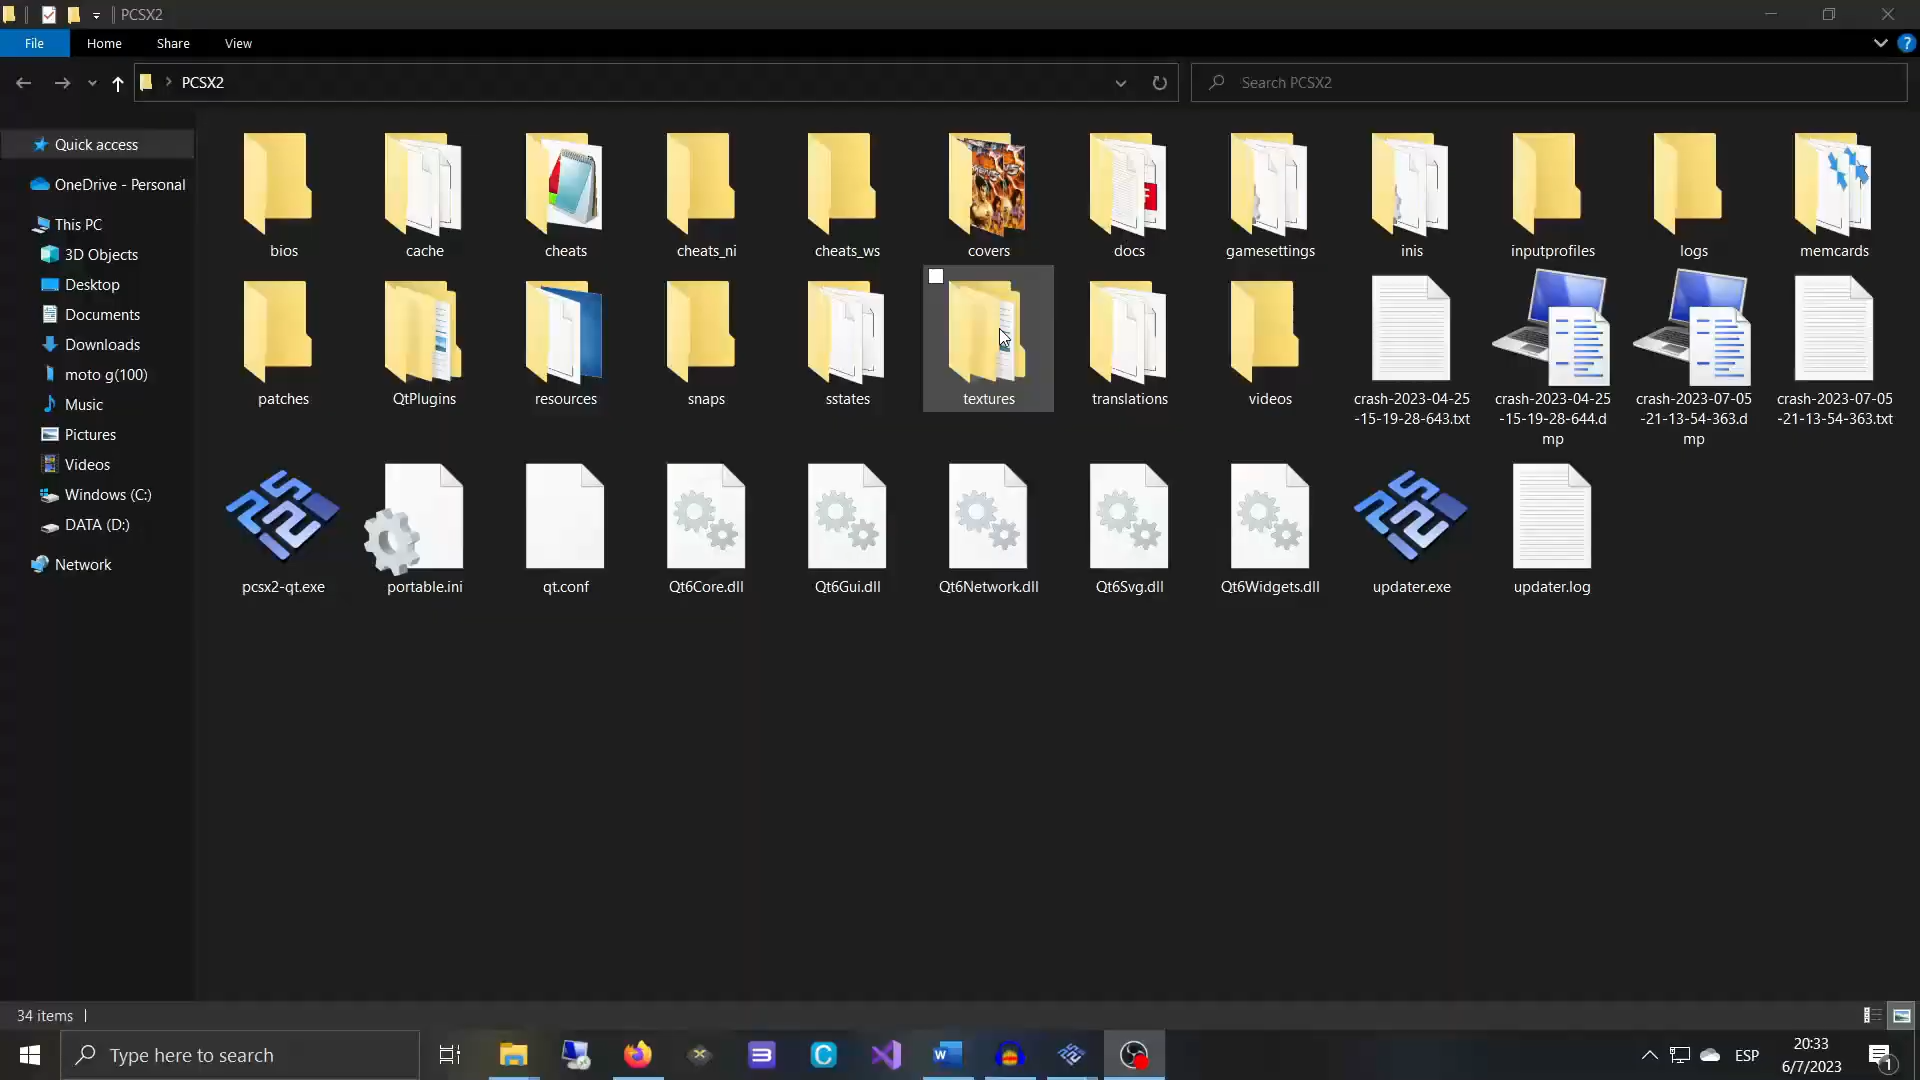 PCSX2
File Home Share View
PCSX2
Search PCSX2
Quick access
OneDrive - Personal
This PC
3D Objects
Desktop
Documents
Downloads
moto g(100)
Music
Pictures
Videos
Windows (C:)
DATA (D:)
Network
bios cache cheats cheats_ni cheats_ws covers docs gamesettings inis inputprofiles logs memcards
patches QtPlugins resources snaps sstates textures translations videos
crash-2023-04-25
-15-19-28-643.txt
crash-2023-04-25
-15-19-28-644.d
mp
crash-2023-07-05
-21-13-54-363.d
mp
crash-2023-07-05
-21-13-54-363.txt
pcsx2-qt.exe portable.ini qt.conf Qt6Core.dll Qt6Gui.dll Qt6Network.dll Qt6Svg.dll Qt6Widgets.dll updater.exe updater.log
34 items
Type here to search
ESP
20:33
6/7/2023
1